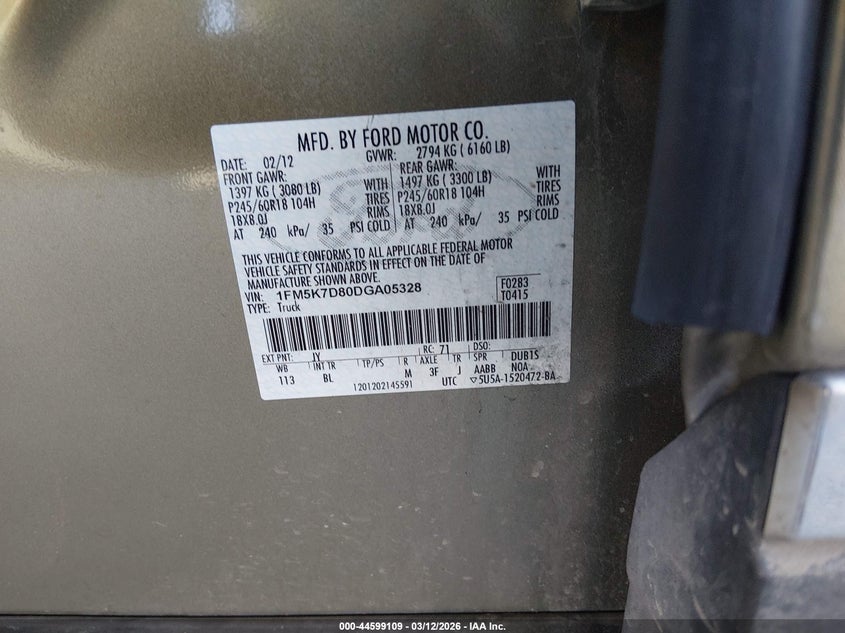 MFD. BY FORD MOTOR CO.
DATE: 02/12 GVWR: 2794 KG ( 6160 LB)
FRONT GAWR: REAR GAWR:
1397 KG ( 3080 LB) WITH 1497 KG ( 3300 LB) WITH
P245/60R18 104H TIRES P245/60R18 104H TIRES
18X8.0J RIMS 18X8.0J RIMS
AT 240 kPa/ 35 PSI COLD AT 240 kPa/ 35 PSI COLD
THIS VEHICLE CONFORMS TO ALL APPLICABLE FEDERAL MOTOR
VEHICLE SAFETY STANDARDS IN EFFECT ON THE DATE OF
MANUFACTURE SHOWN ABOVE.
VIN: 1FM5K7D80DGA05328 F0283
TYPE: Truck T0415
EXT PNT: JY RC: 71 DSO:
WB INT TR TP/PS R AXLE TR SPR DUB1S
113 BL M 3F J AABB NOA
1201202145591 UTC ▽5U5A-1520472-BA
000-44599109 - 03/12/2026 - IAA Inc.